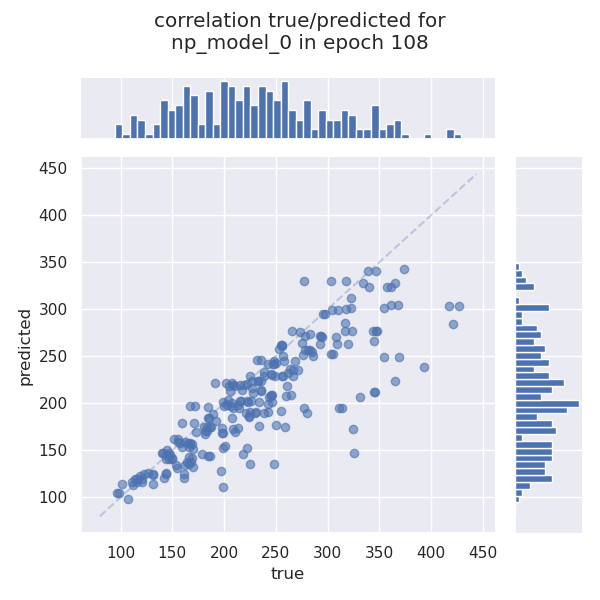 correlation true/predicted for
np_model_0 in epoch 108
450
400
350
300
250
200
150
100
predicted
100 150 200 250 300 350 400 450
true